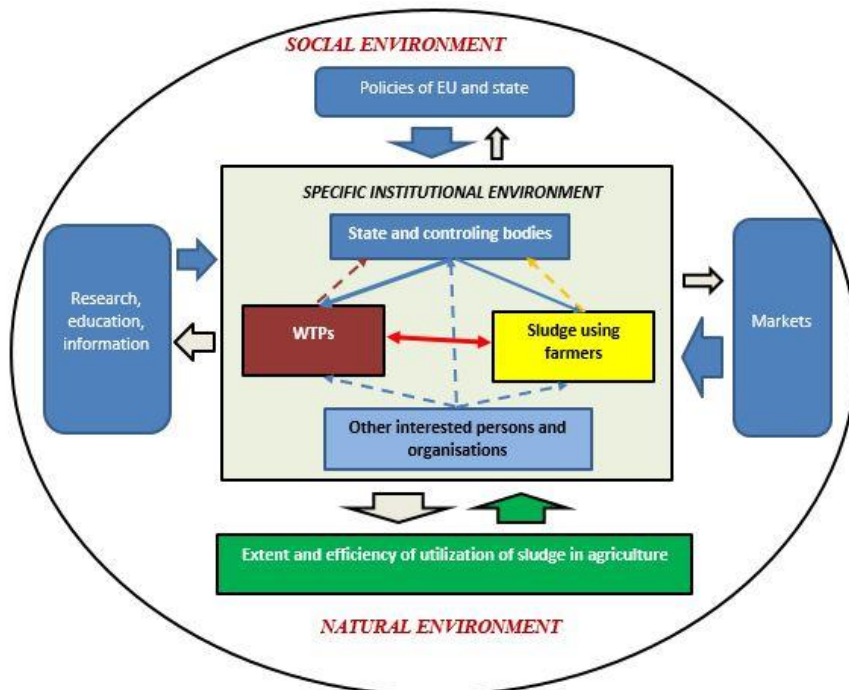 SOCIAL ENVIRONMENT
Policies of EU and state
SPECIFIC INSTITUTIONAL ENVIRONMENT
State and controling bodies
Research,
education,
information
WTPs
Sludge using
farmers
Markets
Other interested persons and
organisations
Extent and efficiency of utilization of sludge in agriculture
NATURAL ENVIRONMENT